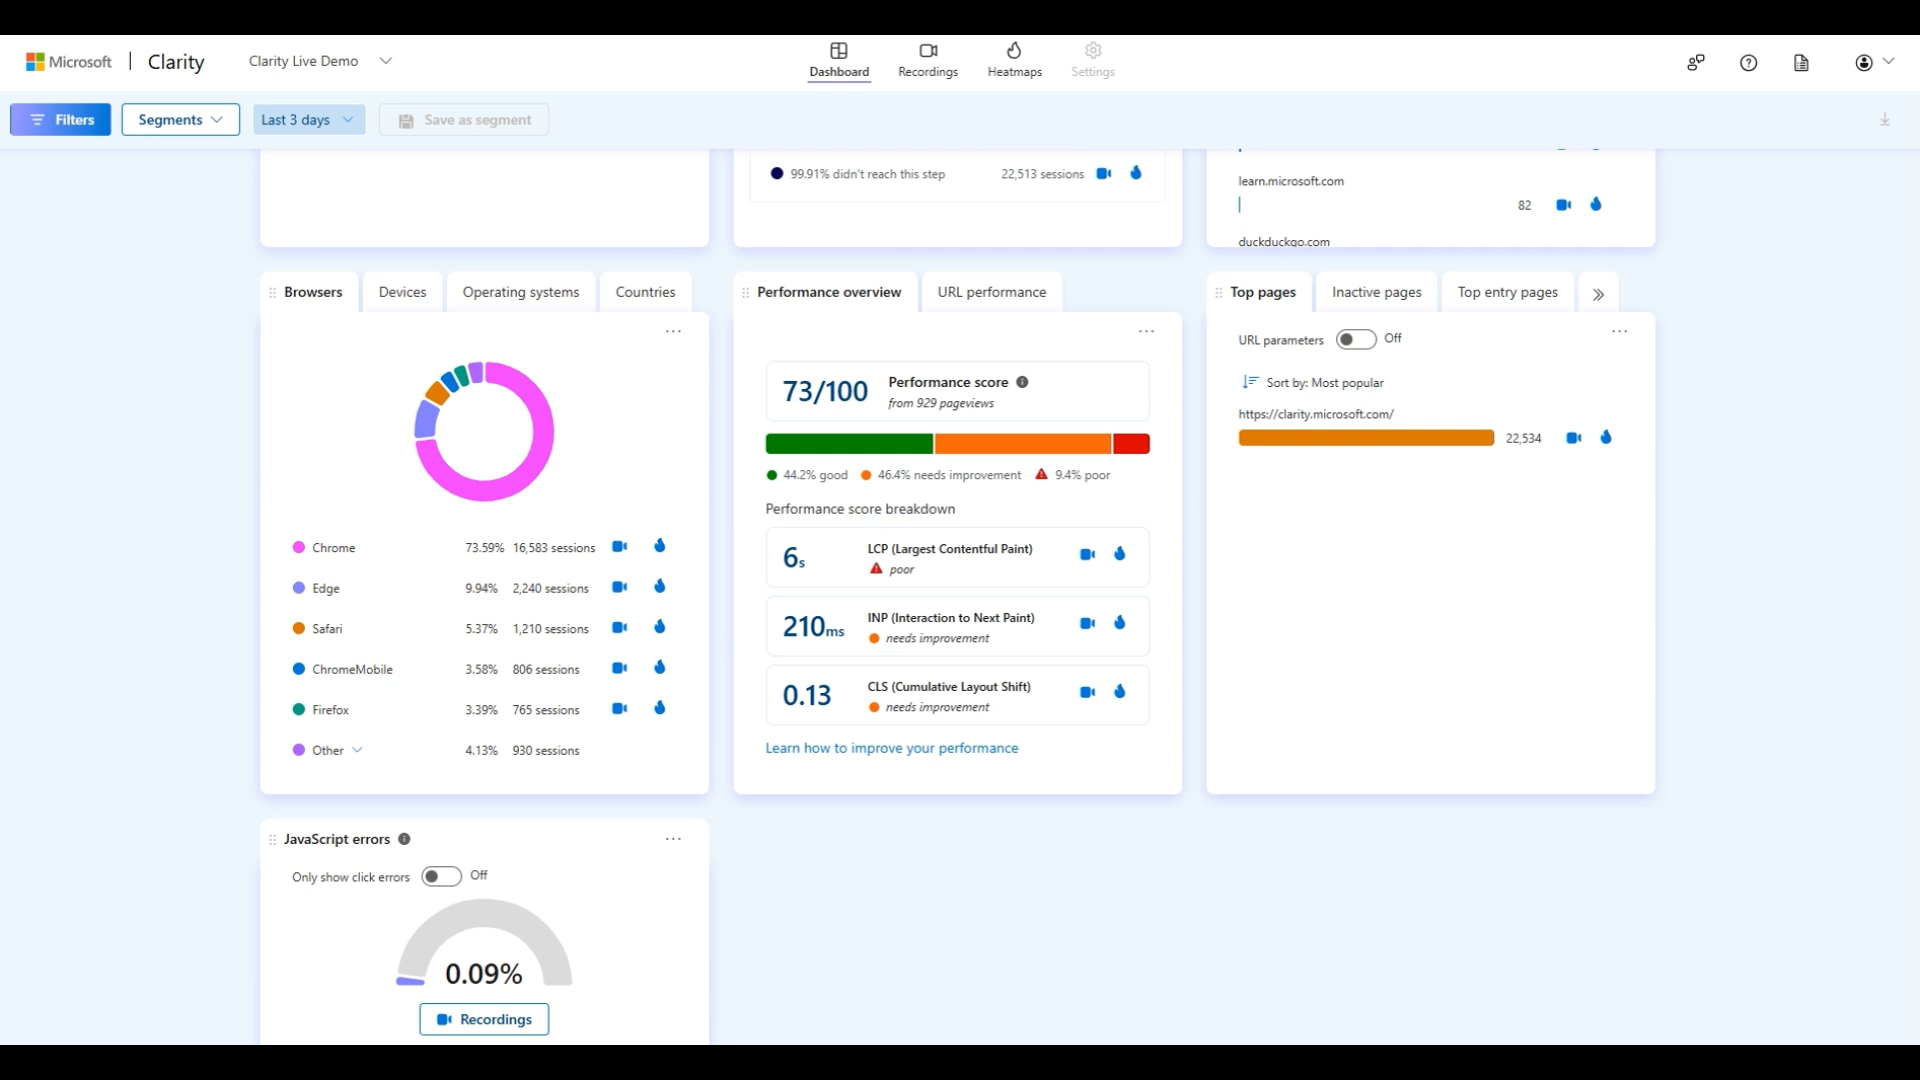 Microsoft | Clarity Clarity Live Demo
Dashboard Recordings Heatmaps Settings
Filters Segments Last 3 days Save as segment
99.91% didn't reach this step 22,513 sessions
learn.microsoft.com
82
duckduckgo.com
Browsers Devices Operating systems Countries
Chrome 73.59% 16,583 sessions
Edge 9.94% 2,240 sessions
Safari 5.37% 1,210 sessions
ChromeMobile 3.58% 806 sessions
Firefox 3.39% 765 sessions
Other 4.13% 930 sessions
Performance overview URL performance
73/100 Performance score
from 929 pageviews
44.2% good 46.4% needs improvement 9.4% poor
Performance score breakdown
6s LCP (Largest Contentful Paint)
poor
210ms INP (Interaction to Next Paint)
needs improvement
0.13 CLS (Cumulative Layout Shift)
needs improvement
Learn how to improve your performance
Top pages Inactive pages Top entry pages
URL parameters Off
Sort by: Most popular
https://clarity.microsoft.com/
22,534
JavaScript errors
Only show click errors Off
0.09%
Recordings